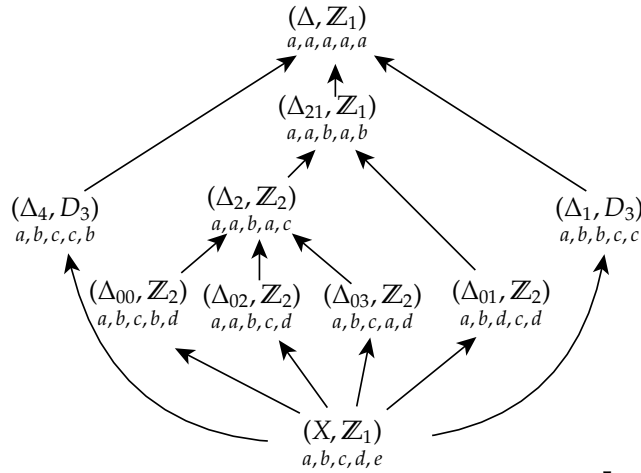 (Δ, ℤ₁)
a,a,a,a,a
(Δ₂₁, ℤ₁)
a,a,b,a,b
(Δ₄, D₃)
a,b,c,c,b
(Δ₂, ℤ₂)
a,a,b,a,c
(Δ₁, D₃)
a,b,b,c,c
(Δ₀₀, ℤ₂)
a,b,c,b,d
(Δ₀₂, ℤ₂)
a,a,b,c,d
(Δ₀₃, ℤ₂)
a,b,c,a,d
(Δ₀₁, ℤ₂)
a,b,d,c,d
(X, ℤ₁)
a,b,c,d,e